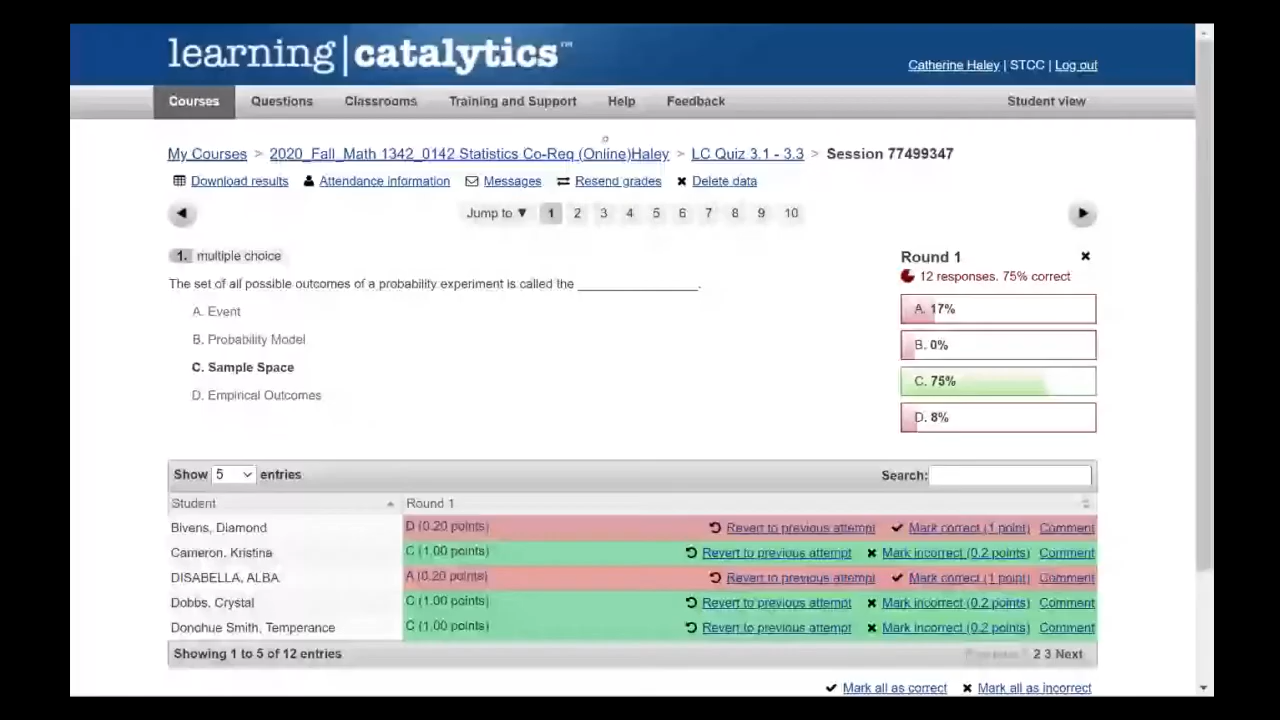 learning|catalytics™
Catherine Haley | STCC | Log out
Courses Questions Classrooms Training and Support Help Feedback Student view
My Courses > 2020_Fall_Math 1342_0142 Statistics Co-Req (Online)Haley > LC Quiz 3.1 - 3.3 > Session 77499347
Download results Attendance information Messages Resend grades Delete data
Jump to ▼ 1 2 3 4 5 6 7 8 9 10
1. multiple choice
The set of all possible outcomes of a probability experiment is called the _________________.
A. Event
B. Probability Model
C. Sample Space
D. Empirical Outcomes
Round 1
12 responses. 75% correct
A. 17%
B. 0%
C. 75%
D. 8%
Show 5 entries Search:
Student Round 1
Bivens, Diamond D (0.20 points) Revert to previous attempt Mark correct (1 point) Comment
Cameron, Kristina C (1.00 points) Revert to previous attempt Mark incorrect (0.2 points) Comment
DISABELLA, ALBA A (0.20 points) Revert to previous attempt Mark correct (1 point) Comment
Dobbs, Crystal C (1.00 points) Revert to previous attempt Mark incorrect (0.2 points) Comment
Donohue Smith, Temperance C (1.00 points) Revert to previous attempt Mark incorrect (0.2 points) Comment
Showing 1 to 5 of 12 entries 2 3 Next
Mark all as correct Mark all as incorrect